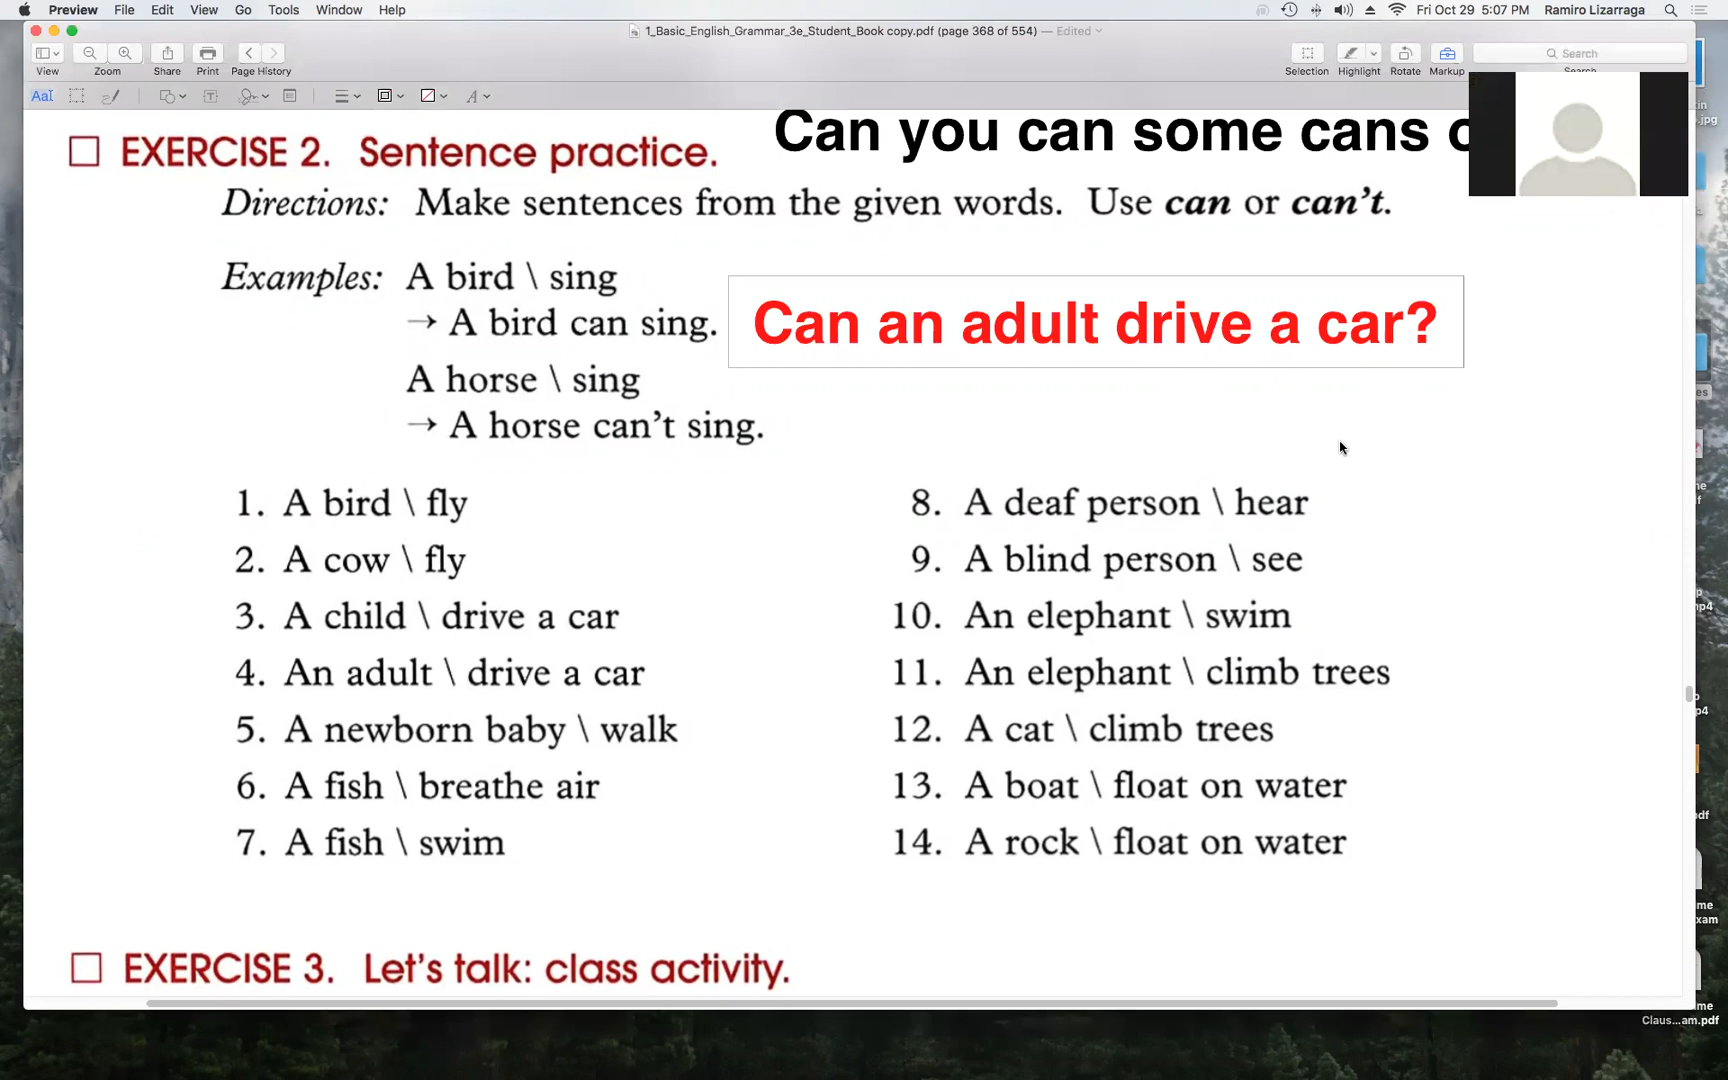 Preview File Edit View Go Tools Window Help Fri Oct 29 5:07 PM Ramiro Lizarraga
1_Basic_English_Grammar_3e_Student_Book copy.pdf (page 368 of 554) — Edited
View Zoom Share Print Page History Selection Highlight Rotate Markup Search
Search
EXERCISE 2. Sentence practice.
Can you can some cans
Directions: Make sentences from the given words. Use can or can't.
Examples: A bird \ sing
→ A bird can sing.
Can an adult drive a car?
A horse \ sing
→ A horse can't sing.
1. A bird \ fly
2. A cow \ fly
3. A child \ drive a car
4. An adult \ drive a car
5. A newborn baby \ walk
6. A fish \ breathe air
7. A fish \ swim
8. A deaf person \ hear
9. A blind person \ see
10. An elephant \ swim
11. An elephant \ climb trees
12. A cat \ climb trees
13. A boat \ float on water
14. A rock \ float on water
EXERCISE 3. Let's talk: class activity.
Claus...am.pdf